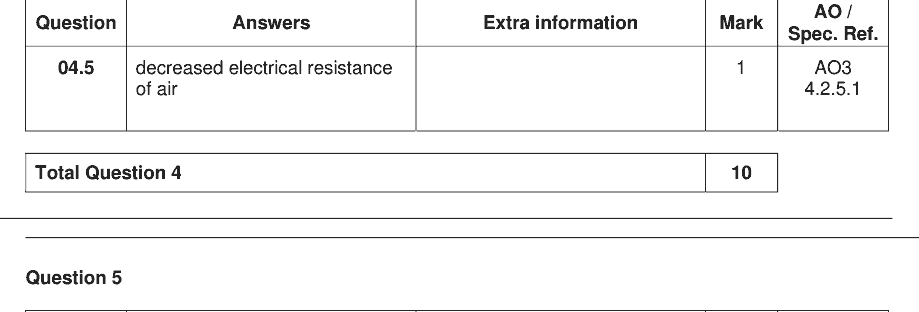 Question Answers Extra information Mark AO / Spec. Ref.
04.5 decreased electrical resistance 1 AO3
of air 4.2.5.1
Total Question 4 10
Question 5